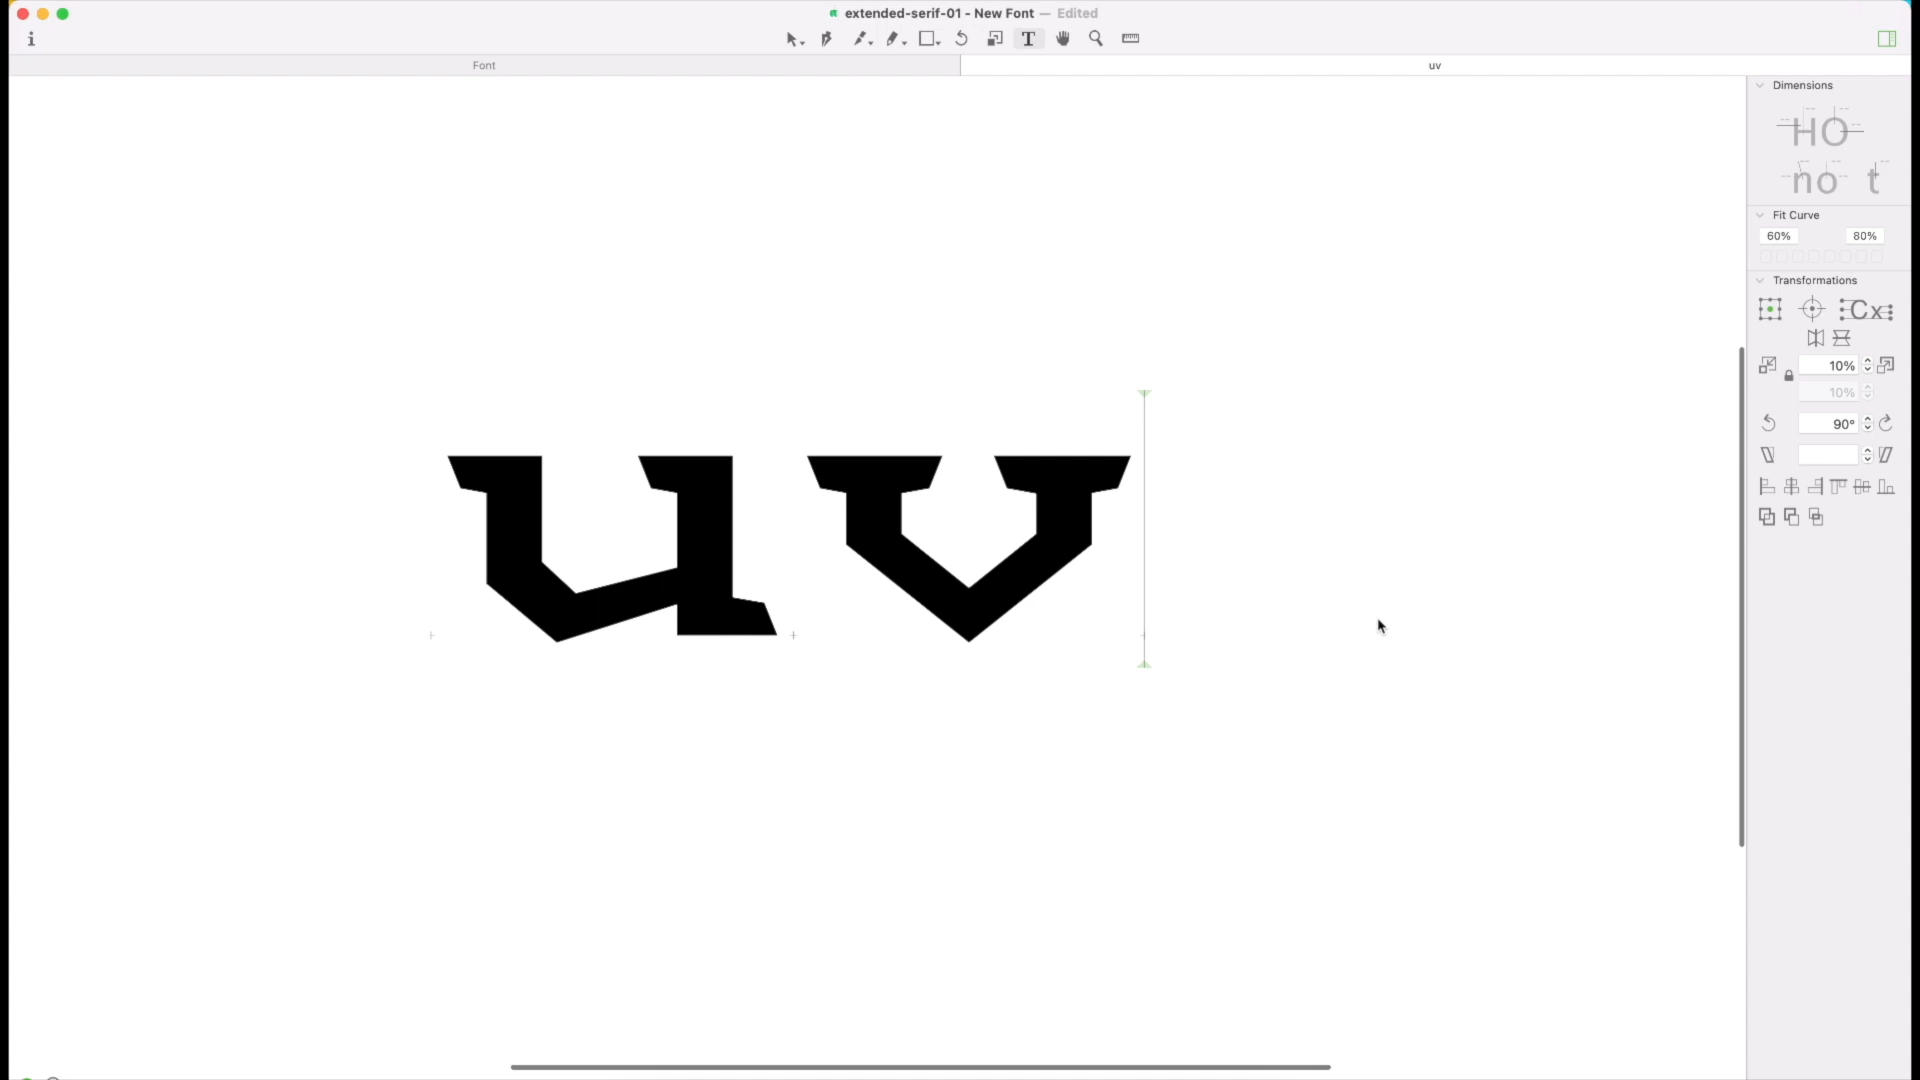 extended-serif-01 - New Font — Edited
Font
uv
Dimensions
HO
no t
Fit Curve
60% 80%
Transformations
Cx
10%
10%
90°
uv